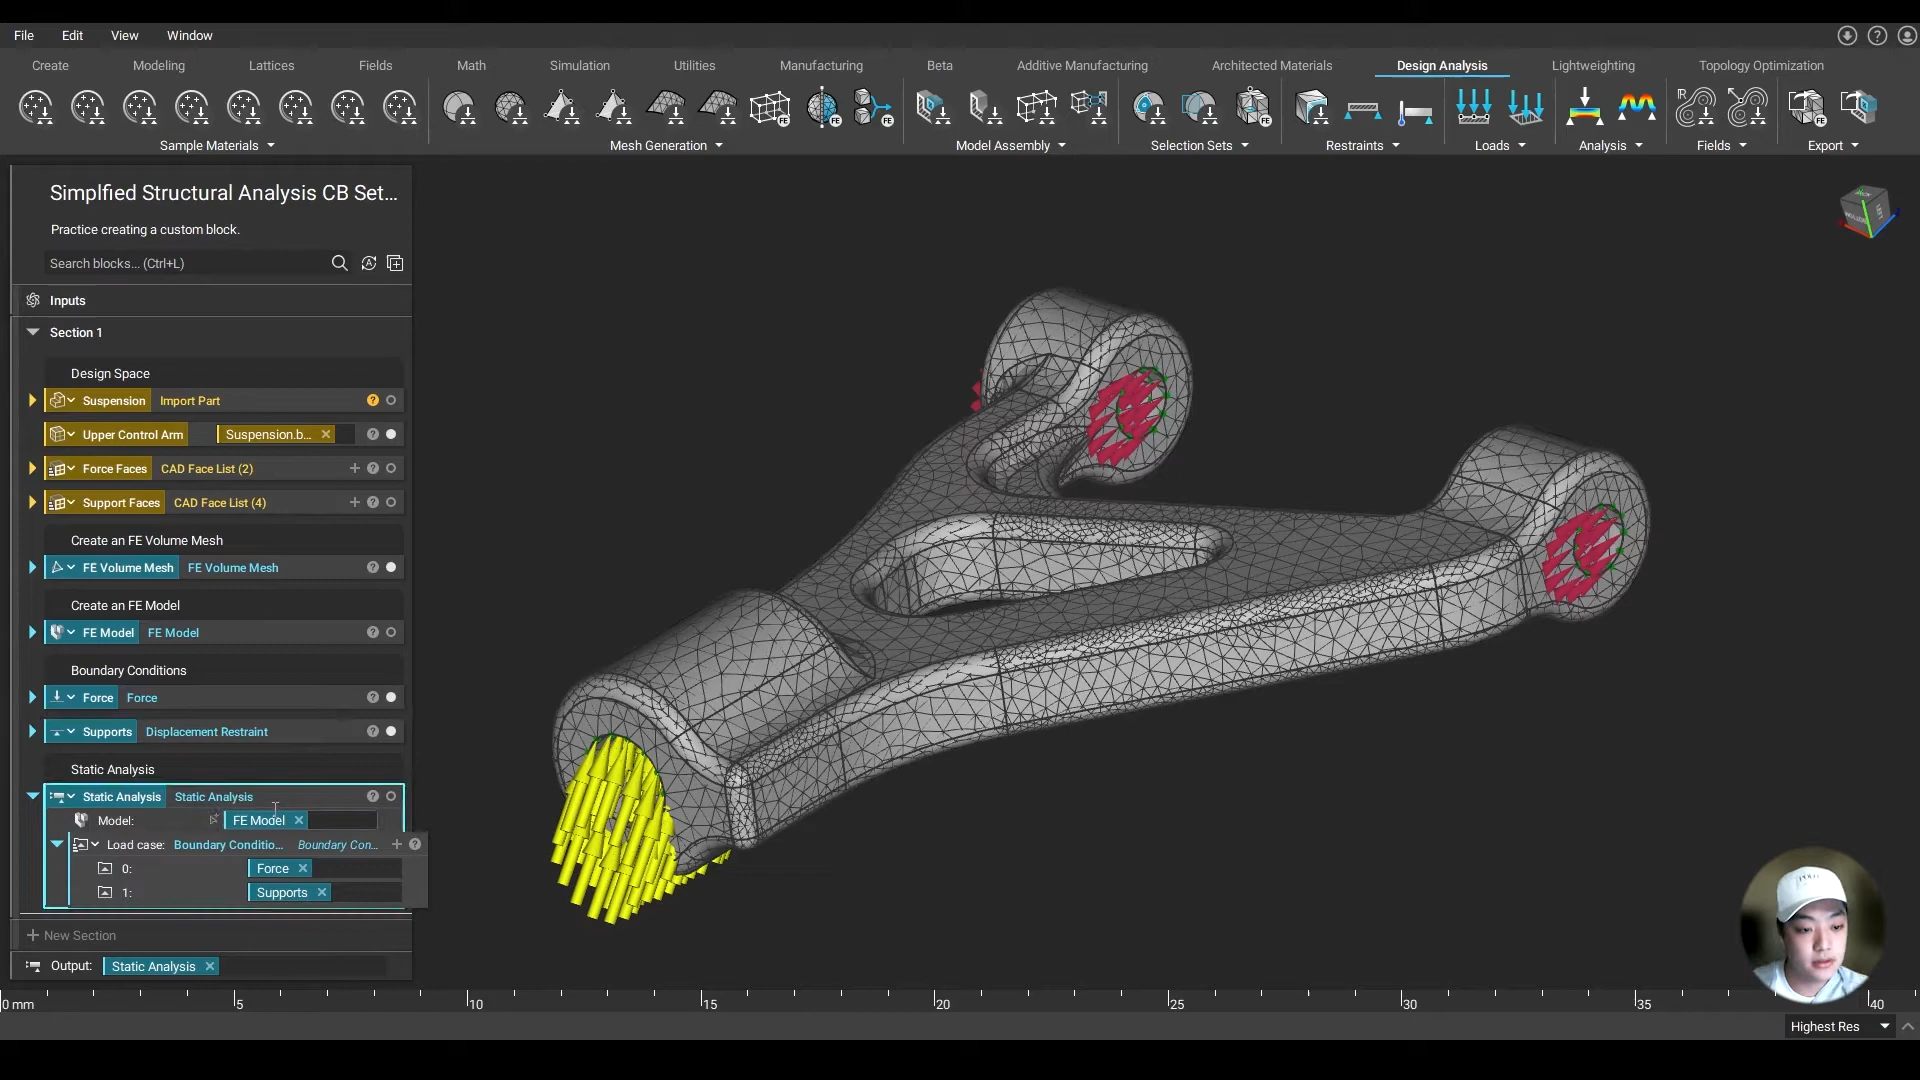 File Edit View Window
Create Modeling Lattices Fields Math Simulation Utilities Manufacturing Beta Additive Manufacturing Architected Materials Design Analysis Lightweighting Topology Optimization
Sample Materials Mesh Generation Model Assembly Selection Sets Restraints Loads Analysis Fields Export
Simplfied Structural Analysis CB Set...
Practice creating a custom block.
Search blocks... (Ctrl+L)
Inputs
Section 1
Design Space
Suspension Import Part
Upper Control Arm Suspension.b...
Force Faces CAD Face List (2)
Support Faces CAD Face List (4)
Create an FE Volume Mesh
FE Volume Mesh FE Volume Mesh
Create an FE Model
FE Model FE Model
Boundary Conditions
Force Force
Supports Displacement Restraint
Static Analysis
Static Analysis Static Analysis
Model: FE Model
Load case: Boundary Conditio... Boundary Con...
0: Force
1: Supports
New Section
Output: Static Analysis
0 mm 5 10 15 20 25 30 35 40
Highest Res